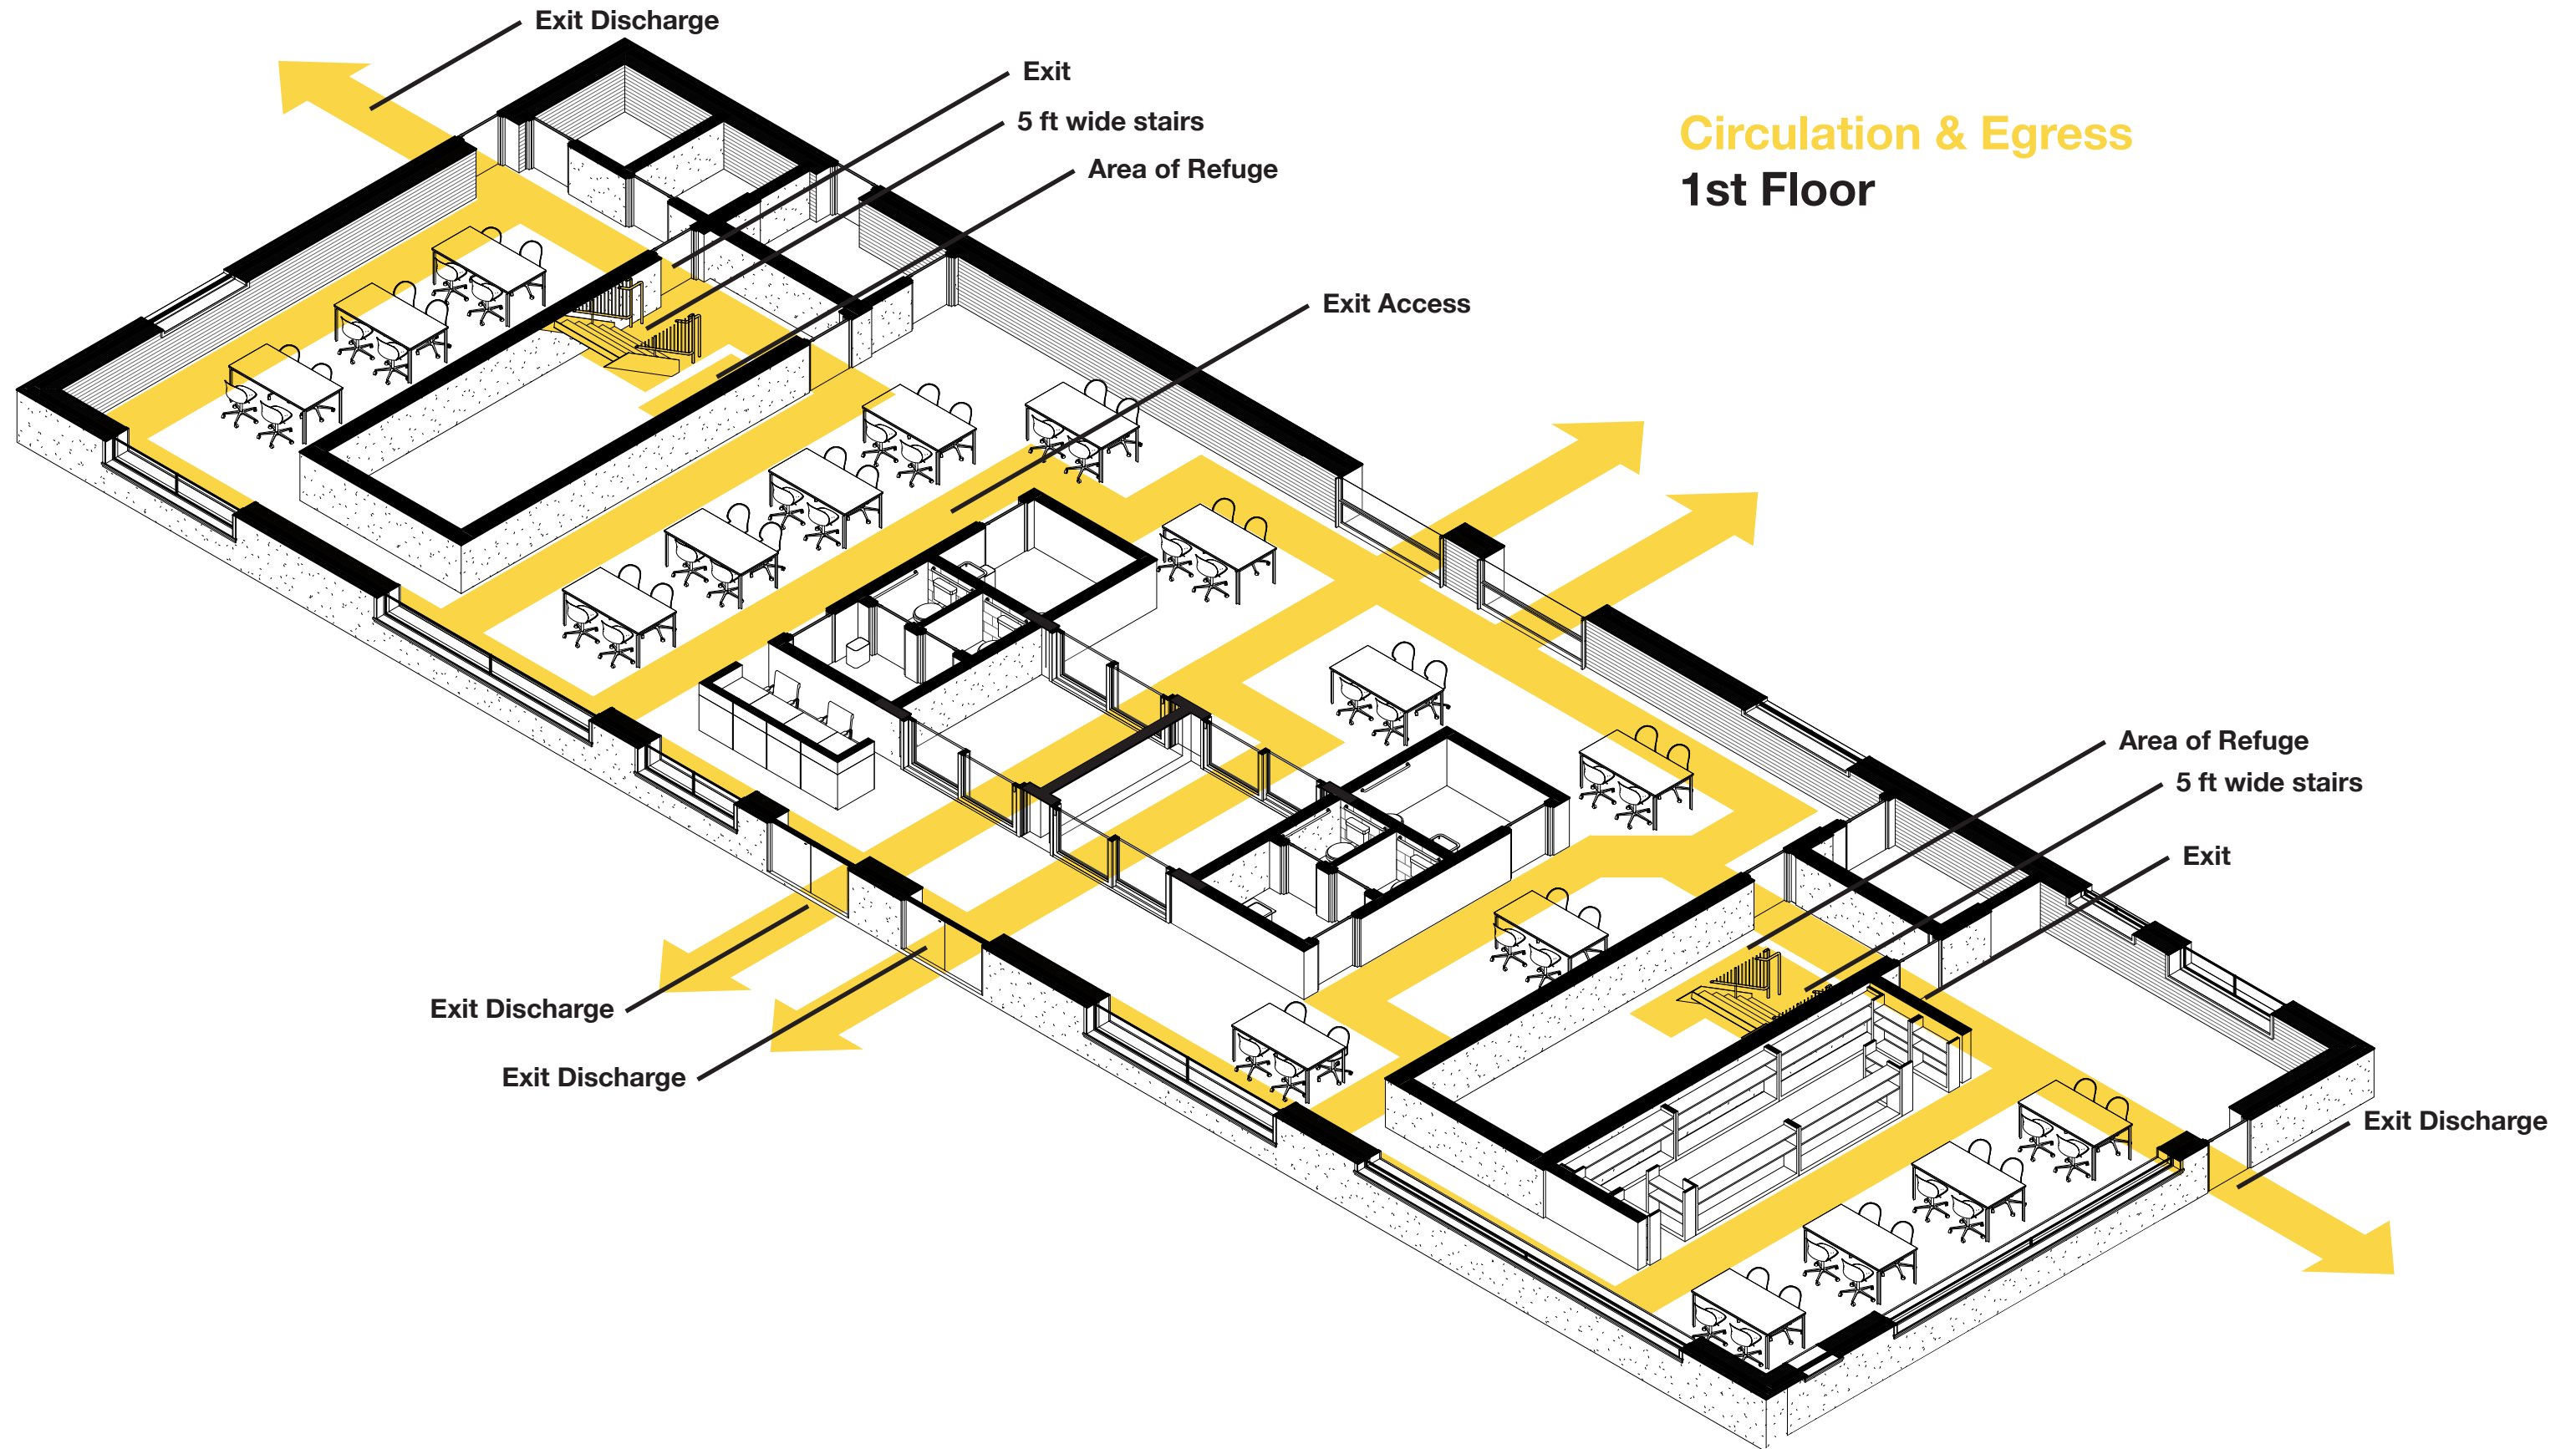 Exit Discharge
Exit
5 ft wide stairs
Area of Refuge
Circulation & Egress
1st Floor
Exit Access
Area of Refuge
5 ft wide stairs
Exit
Exit Discharge
Exit Discharge
Exit Discharge